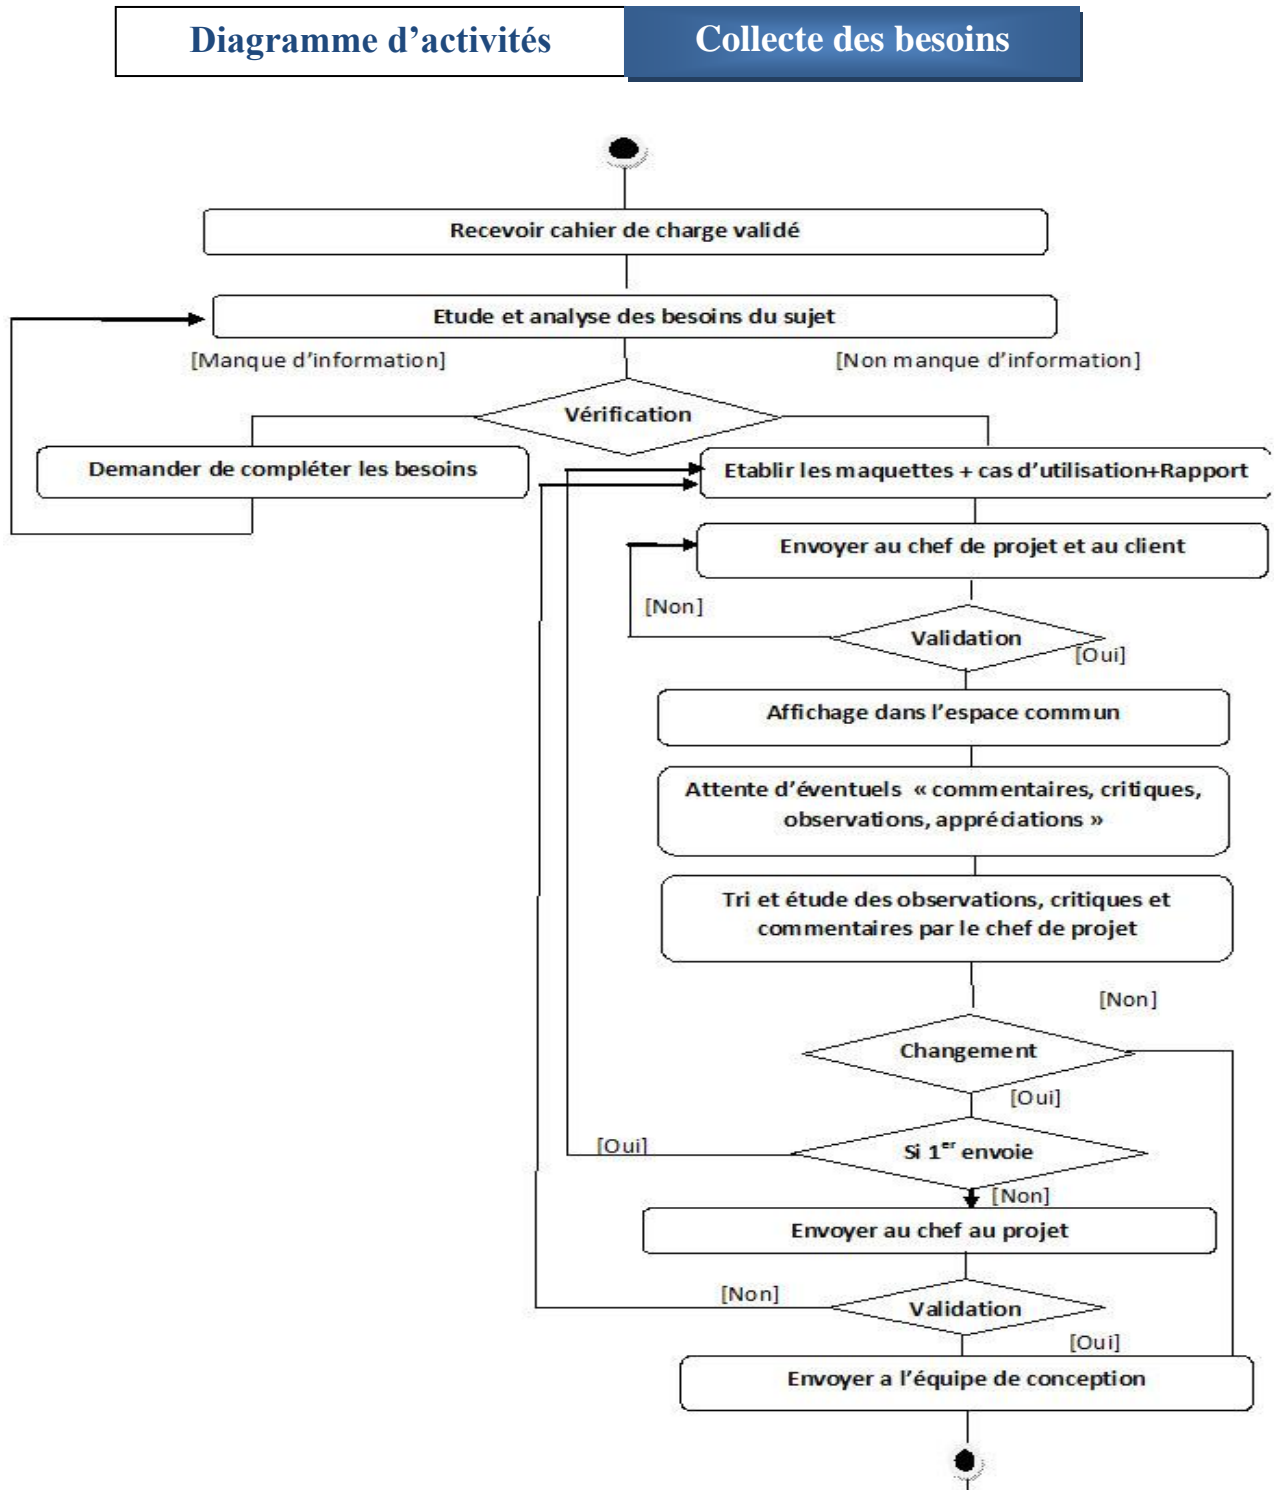 Diagramme d’activités
Collecte des besoins
Recevoir cahier de charge validé
Etude et analyse des besoins du sujet
[Manque d’information]
[Non manque d’information]
Vérification
Demander de compléter les besoins
Etablir les maquettes + cas d’utilisation+Rapport
Envoyer au chef de projet et au client
[Non]
Validation
[Oui]
Affichage dans l’espace commun
Attente d’éventuels « commentaires, critiques,
observations, appréciations »
Tri et étude des observations, critiques et
commentaires par le chef de projet
[Non]
Changement
[Oui]
[Oui]
Si 1er envoie
[Non]
Envoyer au chef au projet
[Non]
Validation
[Oui]
Envoyer a l’équipe de conception